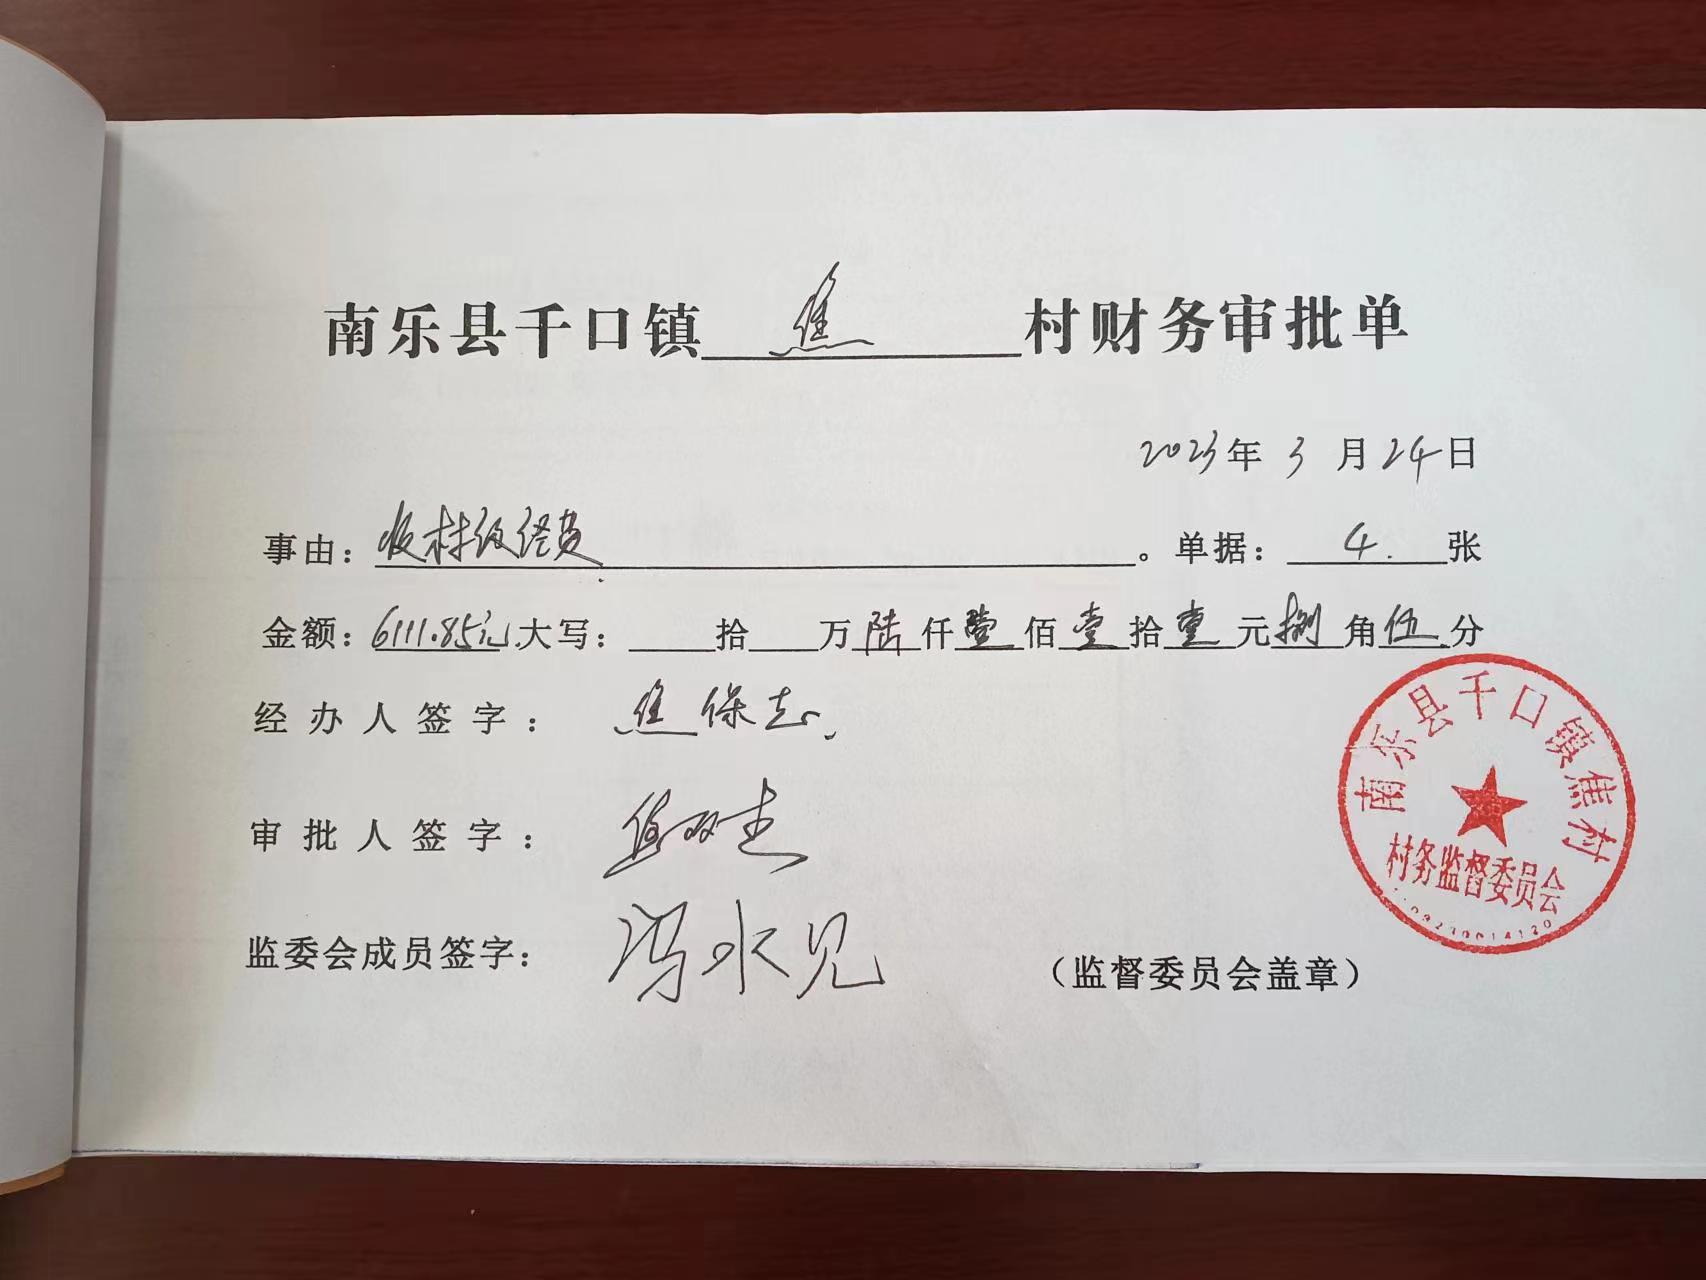 南乐县千口镇 焦 村财务审批单
2023年 3 月 24日
事由：收村级经费。单据： 4. 张
金额：6111.85元.大写： 拾 万陆仟壹佰壹拾壹元捌角伍分
经办人签字： 焦保志
审批人签字： 焦双圭
监委会成员签字： 冯水见
南乐县千口镇焦村
村务监督委员会
（监督委员会盖章）